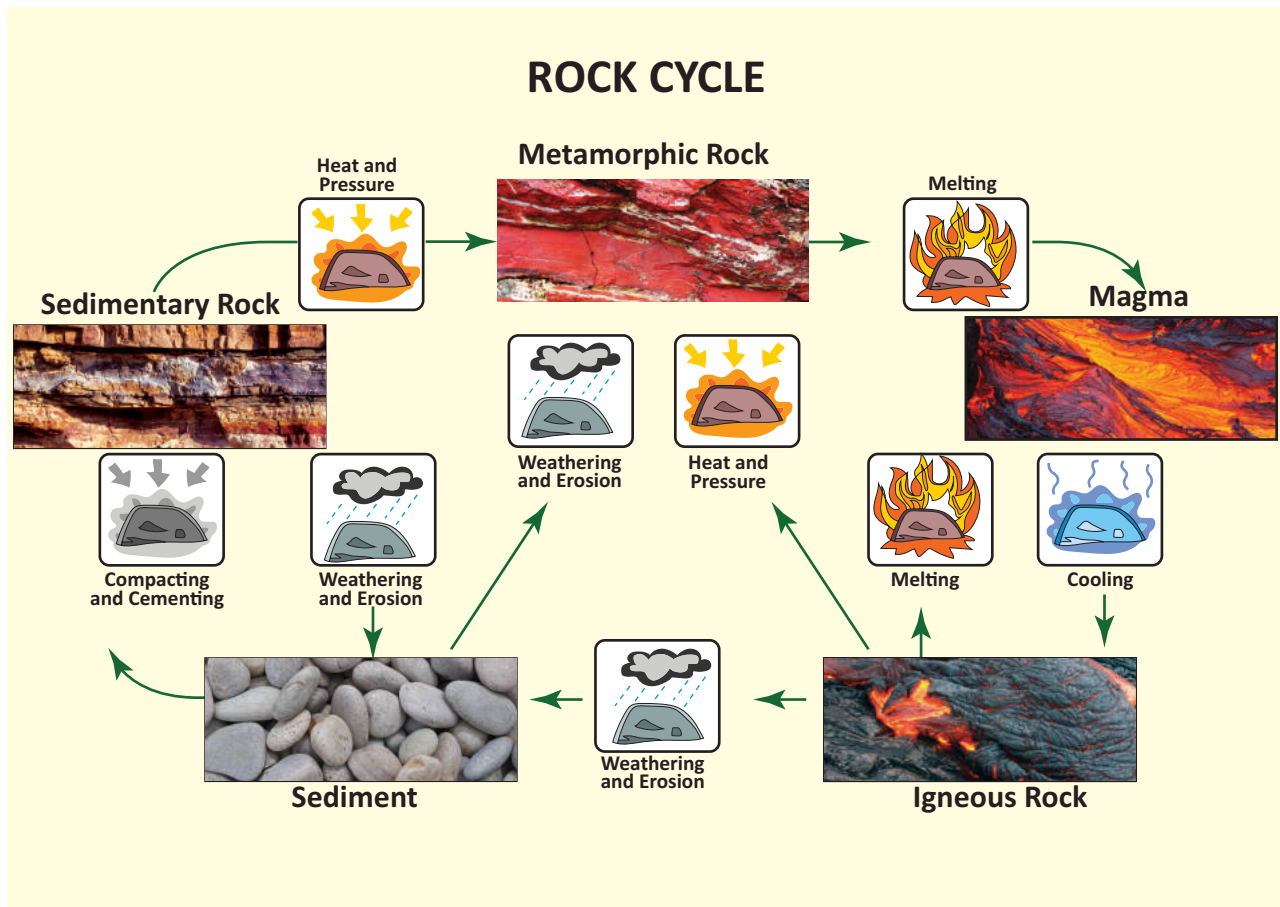 ROCK CYCLE
Heat and
Pressure
Metamorphic Rock
Melting
Sedimentary Rock
Magma
Weathering
and Erosion
Heat and
Pressure
Compacting
and Cementing
Weathering
and Erosion
Melting
Cooling
Weathering
and Erosion
Sediment
Igneous Rock